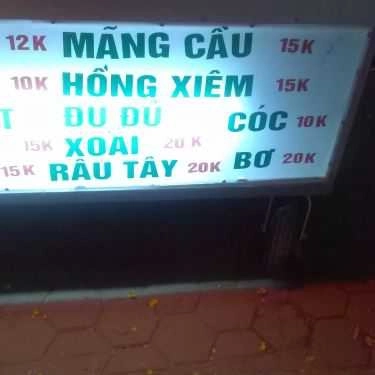 12K MÃNG CẦU 15K
10K HỒNG XIÊM 15K
T ĐU ĐỦ CÓC 10K
15K XOÀI 20K
15K RÂU TÂY 20K BƠ 20K